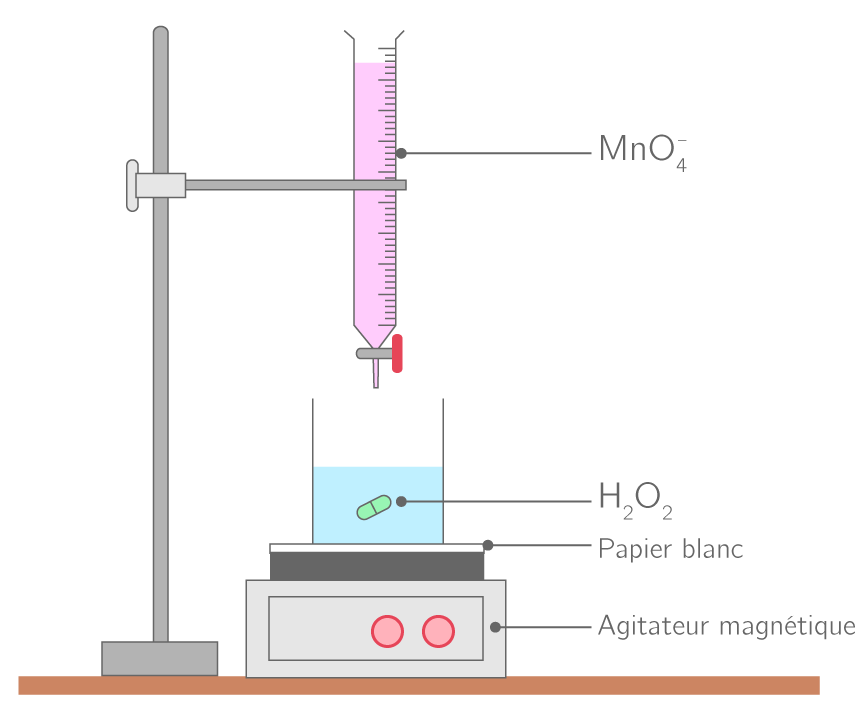 MnO₄⁻
H₂O₂
Papier blanc
Agitateur magnétique